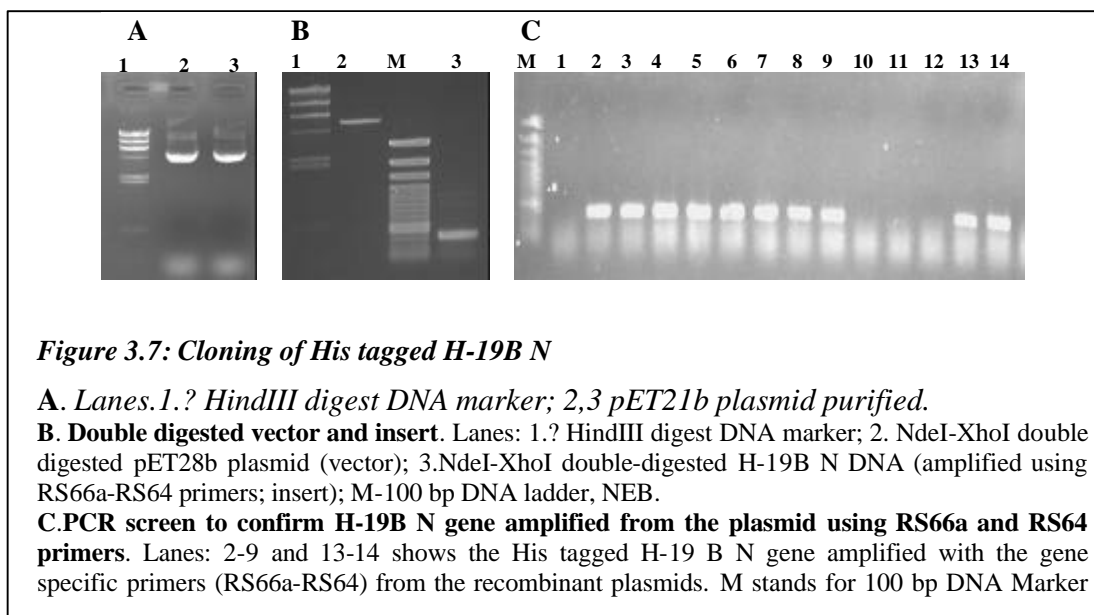 A B C
1 2 3 1 2 M 3 M 1 2 3 4 5 6 7 8 9 10 11 12 13 14
Figure 3.7: Cloning of His tagged H-19B N
A. Lanes.1.? HindIII digest DNA marker; 2,3 pET21b plasmid purified.
B. Double digested vector and insert. Lanes: 1.? HindIII digest DNA marker; 2. NdeI-XhoI double
digested pET28b plasmid (vector); 3.NdeI-XhoI double-digested H-19B N DNA (amplified using
RS66a-RS64 primers; insert); M-100 bp DNA ladder, NEB.
C.PCR screen to confirm H-19B N gene amplified from the plasmid using RS66a and RS64
primers. Lanes: 2-9 and 13-14 shows the His tagged H-19 B N gene amplified with the gene
specific primers (RS66a-RS64) from the recombinant plasmids. M stands for 100 bp DNA Marker